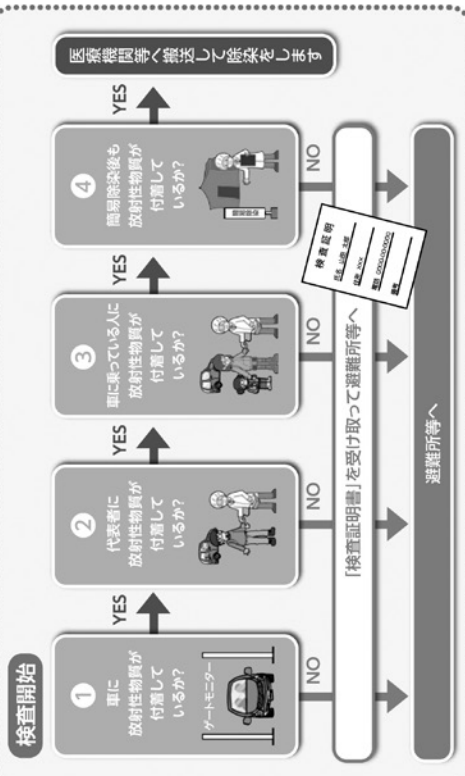 検査開始
1
車に
放射性物質が
付着して
いるか?
ゲートモニター
YES
NO
2
代表者に
放射性物質が
付着して
いるか?
YES
NO
3
車に乗っている人に
放射性物質が
付着して
いるか?
YES
NO
4
簡易除染後も
放射性物質が
付着して
いるか?
YES
NO
医療機関等へ搬送して除染をします
「検査証明書」を受け取って避難所等へ
検査証明
避難所等へ